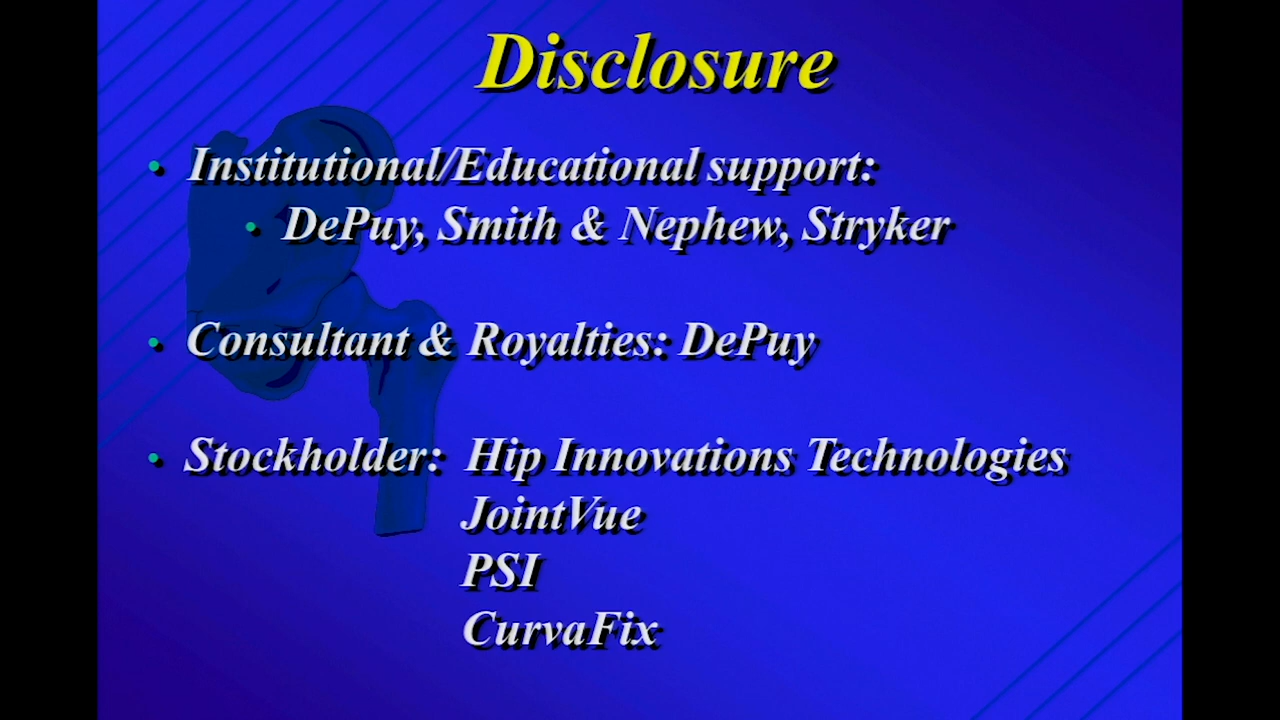 Disclosure
• Institutional/Educational support:
• DePuy, Smith & Nephew, Stryker
• Consultant & Royalties: DePuy
• Stockholder: Hip Innovations Technologies
JointVue
PSI
CurvaFix